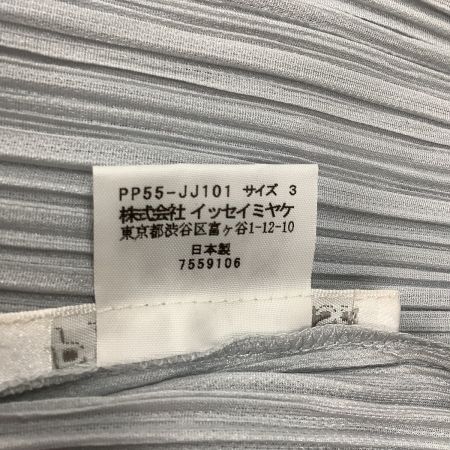 PP55-JJ101 サイズ 3
株式会社 イッセイミヤケ
東京都渋谷区富ヶ谷1-12-10
日本製
7559106